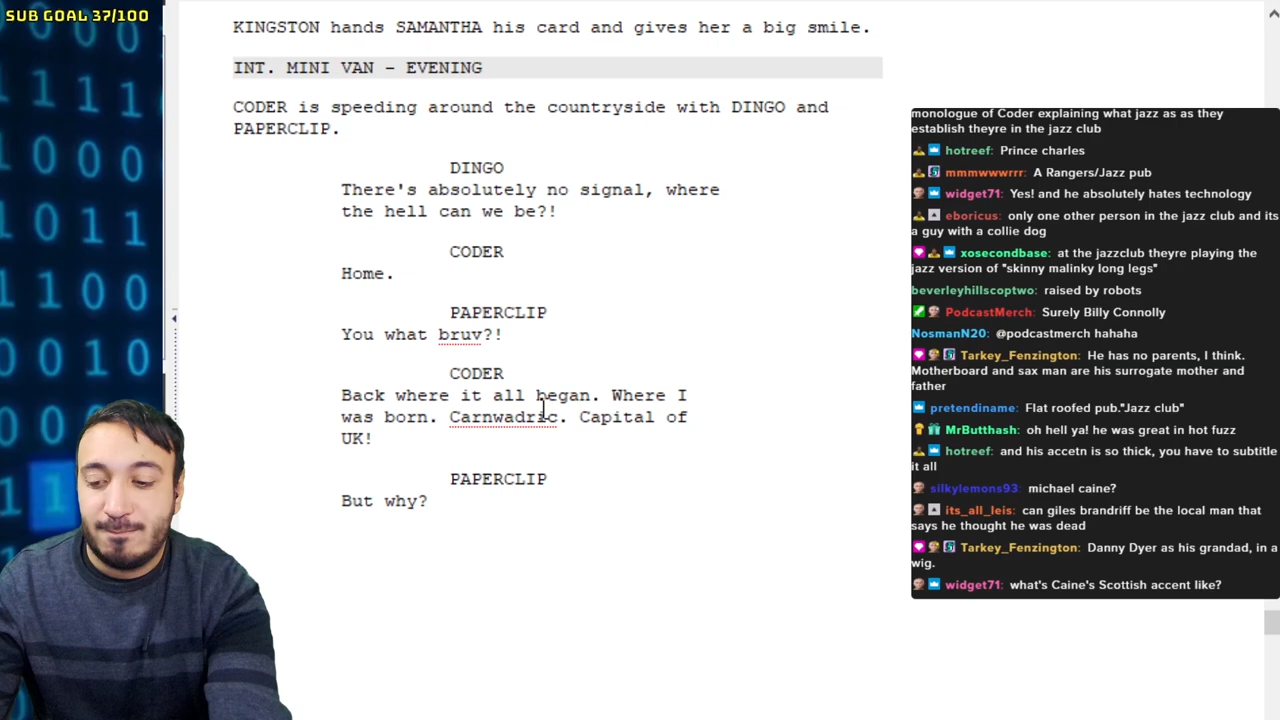 SUB GOAL 37/100
KINGSTON hands SAMANTHA his card and gives her a big smile.
INT. MINI VAN - EVENING
CODER is speeding around the countryside with DINGO and
PAPERCLIP.
DINGO
There's absolutely no signal, where
the hell can we be?!
CODER
Home.
PAPERCLIP
You what bruv?!
CODER
Back where it all began. Where I
was born. Carnwadric. Capital of
UK!
PAPERCLIP
But why?
monologue of Coder explaining what jazz as as they
establish theyre in the jazz club
hotreef: Prince charles
mmmwwwrrr: A Rangers/Jazz pub
widget71: Yes! and he absolutely hates technology
eboricus: only one other person in the jazz club and its
a guy with a collie dog
xosecondbase: at the jazzclub theyre playing the
jazz version of "skinny malinky long legs"
beverleyhillscoptwo: raised by robots
PodcastMerch: Surely Billy Connolly
NosmanN20: @podcastmerch hahaha
Tarkey_Fenzington: He has no parents, I think.
Motherboard and sax man are his surrogate mother and
father
pretendiname: Flat roofed pub."Jazz club"
MrButthash: oh hell ya! he was great in hot fuzz
hotreef: and his accetn is so thick, you have to subtitle
it all
silkylemons93: michael caine?
its_all_leis: can giles brandriff be the local man that
says he thought he was dead
Tarkey_Fenzington: Danny Dyer as his grandad, in a
wig.
widget71: what's Caine's Scottish accent like?